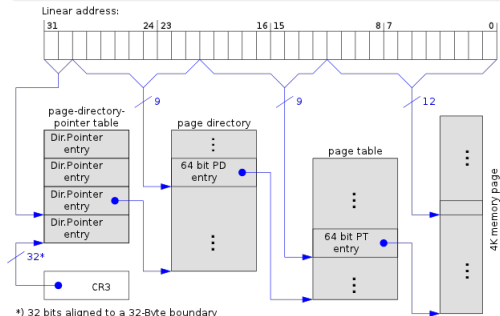 Linear address:
31 24 23 16 15 8 7 0
9 9 12
page-directory-
pointer table
page directory
page table
Dir.Pointer
entry
Dir.Pointer
entry
Dir.Pointer
entry
Dir.Pointer
entry
64 bit PD
entry
64 bit PT
entry
4K memory page
32*)
CR3
*) 32 bits aligned to a 32-Byte boundary